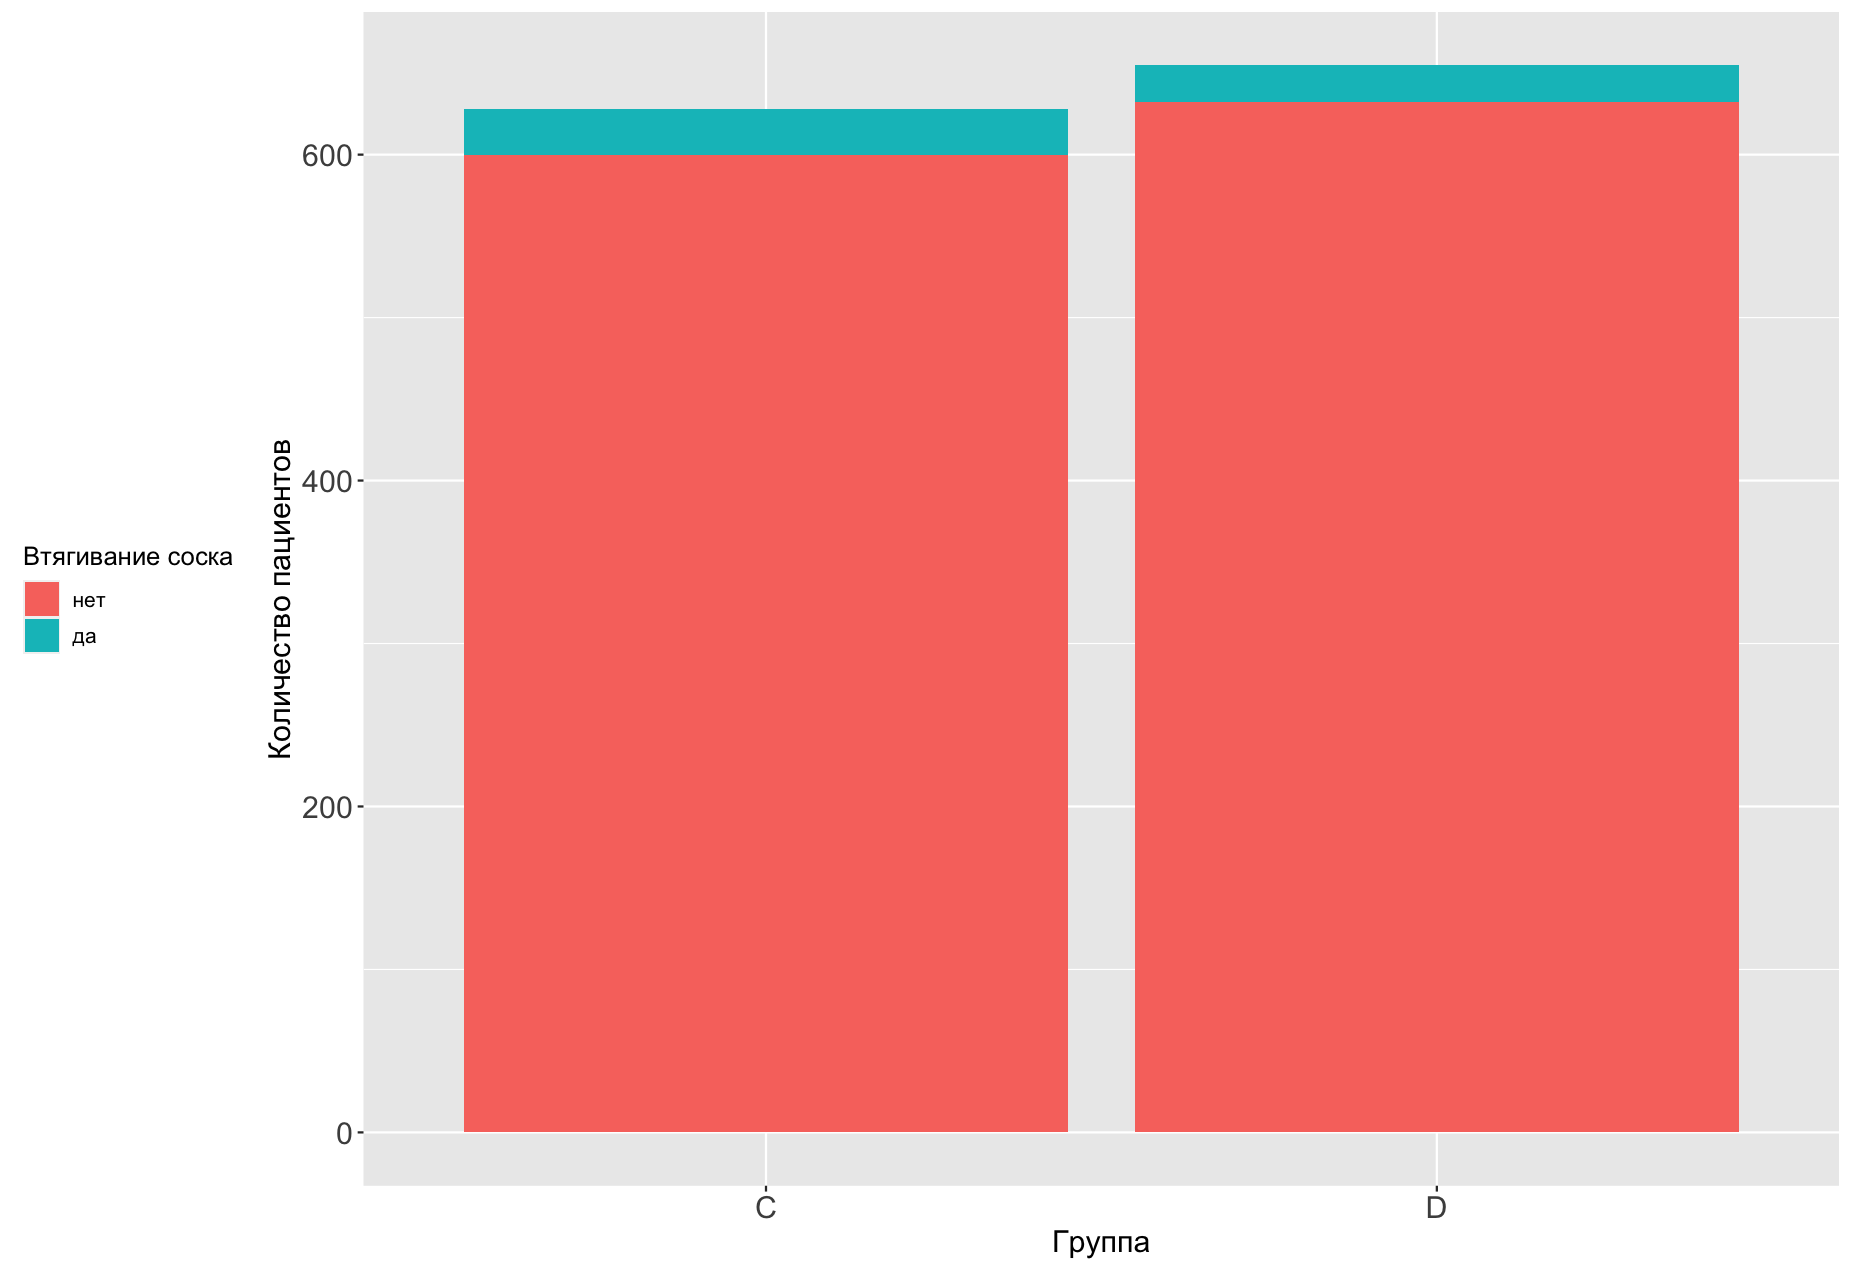 Втягивание соска
нет
да
Количество пациентов
600
400
200
0
C
D
Группа